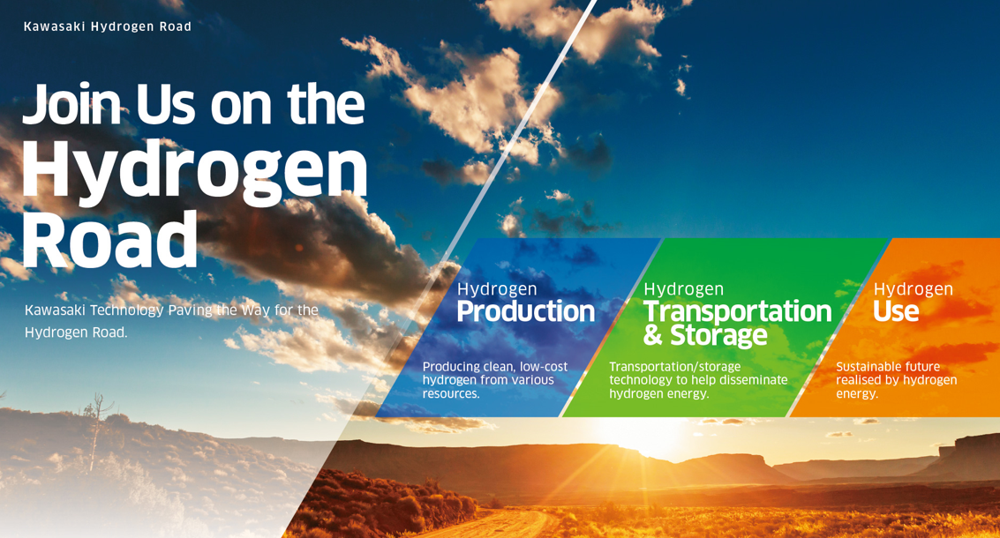 Kawasaki Hydrogen Road
Join Us on the
Hydrogen
Road
Kawasaki Technology Paving the Way for the
Hydrogen Road.
Hydrogen
Production
Producing clean, low-cost
hydrogen from various
resources.
Hydrogen
Transportation
& Storage
Transportation/storage
technology to help disseminate
hydrogen energy.
Hydrogen
Use
Sustainable future
realised by hydrogen
energy.